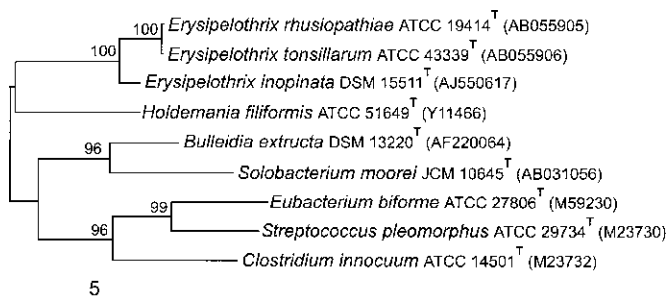 100 Erysipelothrix rhusiopathiae ATCC 19414ᵀ (AB055905)
100 Erysipelothrix tonsillarum ATCC 43339ᵀ (AB055906)
Erysipelothrix inopinata DSM 15511ᵀ (AJ550617)
Holdemania filiformis ATCC 51649ᵀ (Y11466)
Bulleidia extructa DSM 13220ᵀ (AF220064)
96
Solobacterium moorei JCM 10645ᵀ (AB031056)
Eubacterium biforme ATCC 27806ᵀ (M59230)
99
Streptococcus pleomorphus ATCC 29734ᵀ (M23730)
96
Clostridium innocuum ATCC 14501ᵀ (M23732)
5